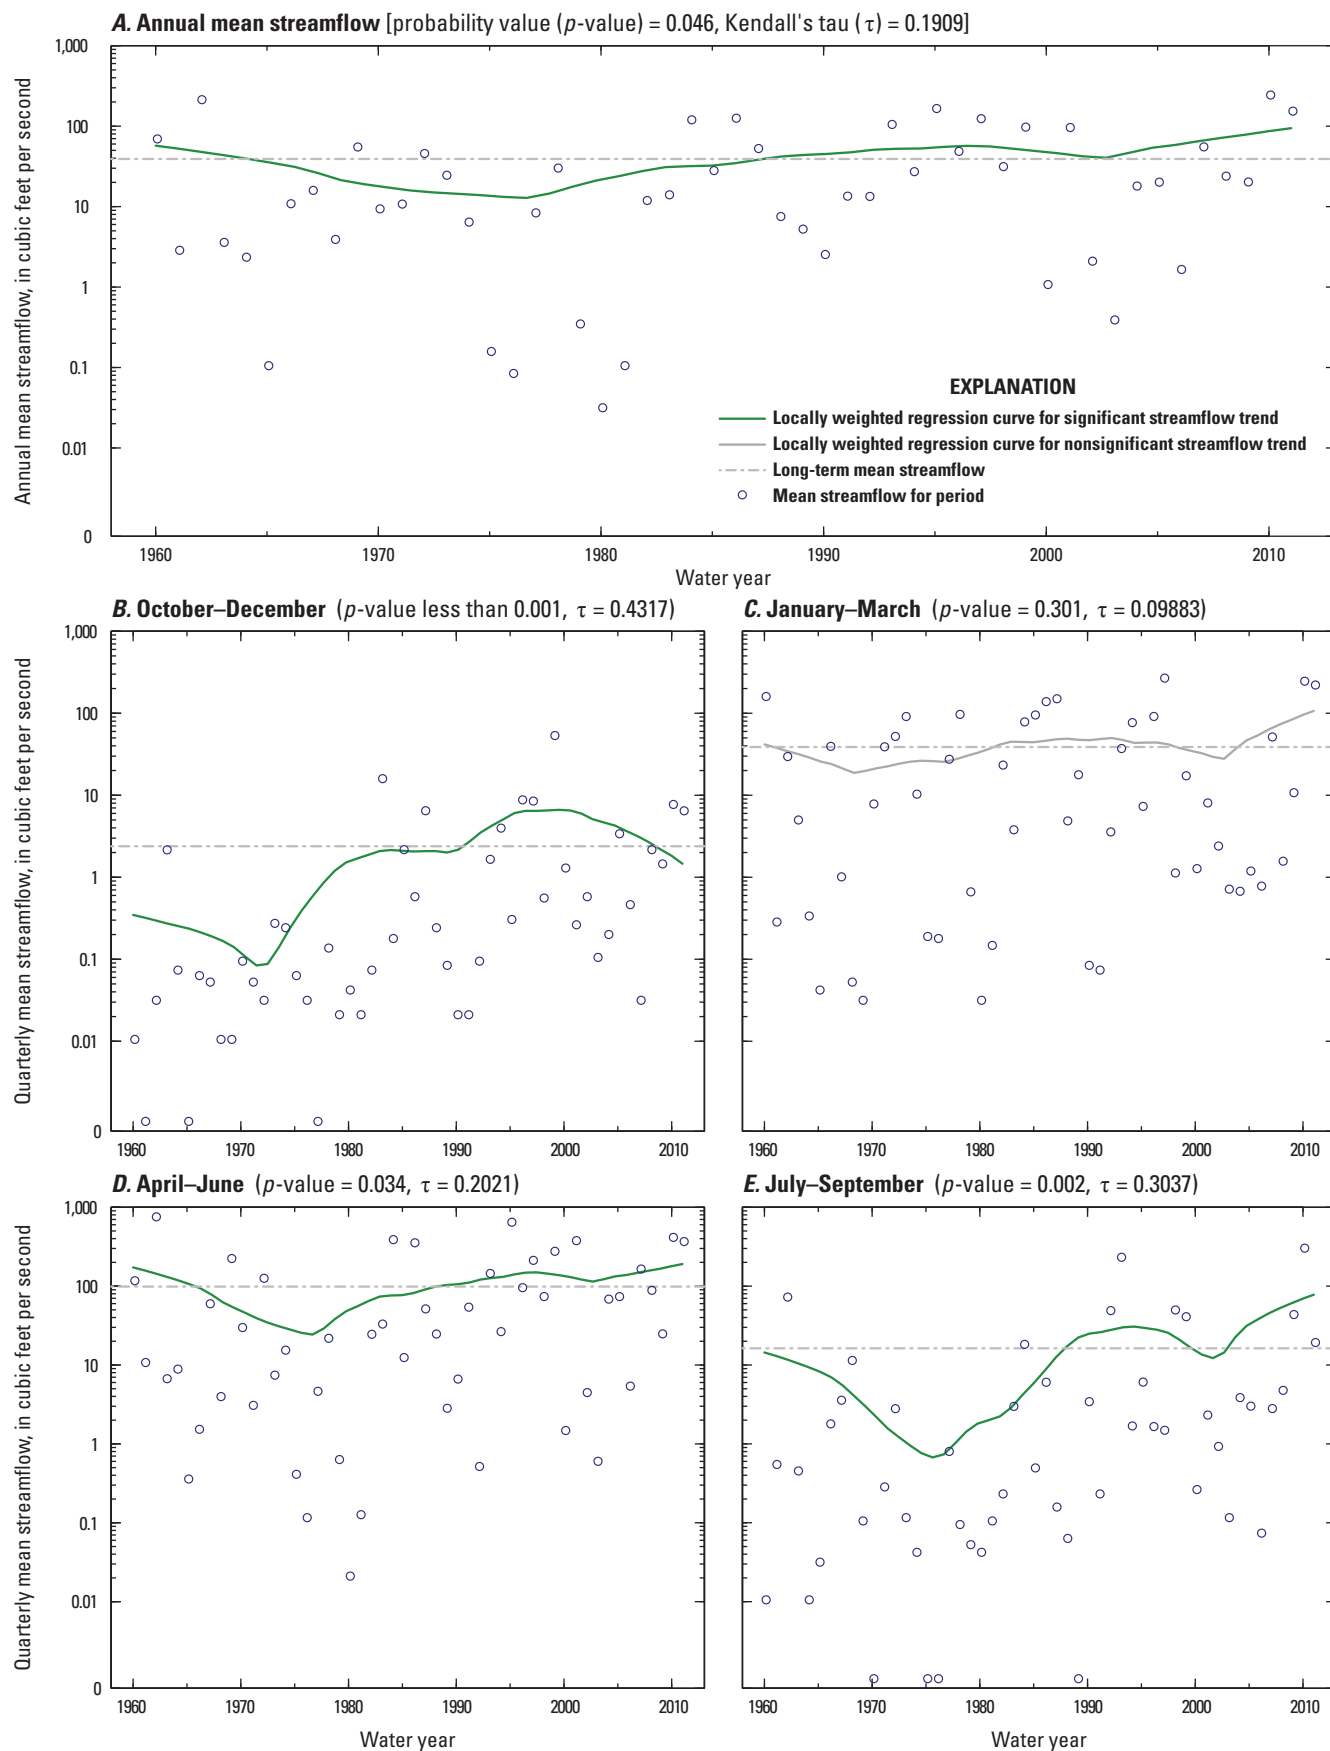 A. Annual mean streamflow [probability value (p-value) = 0.046, Kendall's tau (τ) = 0.1909]
Annual mean streamflow, in cubic feet per second
1,000
100
10
1
0.1
0.01
0
EXPLANATION
Locally weighted regression curve for significant streamflow trend
Locally weighted regression curve for nonsignificant streamflow trend
Long-term mean streamflow
Mean streamflow for period
1960 1970 1980 1990 2000 2010
Water year
B. October–December (p-value less than 0.001, τ = 0.4317)
Quarterly mean streamflow, in cubic feet per second
1,000
100
10
1
0.1
0.01
0
1960 1970 1980 1990 2000 2010
C. January–March (p-value = 0.301, τ = 0.09883)
1960 1970 1980 1990 2000 2010
D. April–June (p-value = 0.034, τ = 0.2021)
Quarterly mean streamflow, in cubic feet per second
1,000
100
10
1
0.1
0.01
0
1960 1970 1980 1990 2000 2010
Water year
E. July–September (p-value = 0.002, τ = 0.3037)
1960 1970 1980 1990 2000 2010
Water year